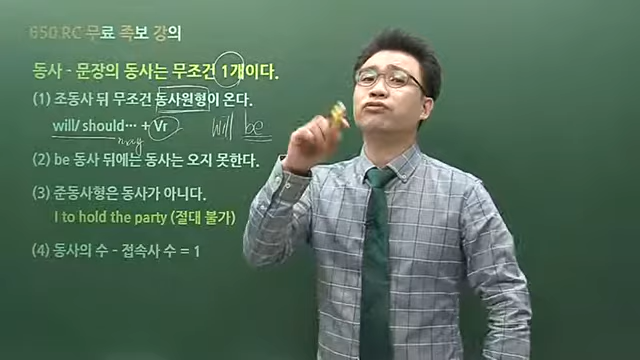 650 RC 무료 족보 강의
동사 - 문장의 동사는 무조건 1개이다.
(1) 조동사 뒤 무조건 동사원형이 온다.
will/ should… + Vr will be
may
(2) be 동사 뒤에는 동사는 오지 못한다.
(3) 준동사형은 동사가 아니다.
I to hold the party (절대 불가)
(4) 동사의 수 - 접속사 수 = 1